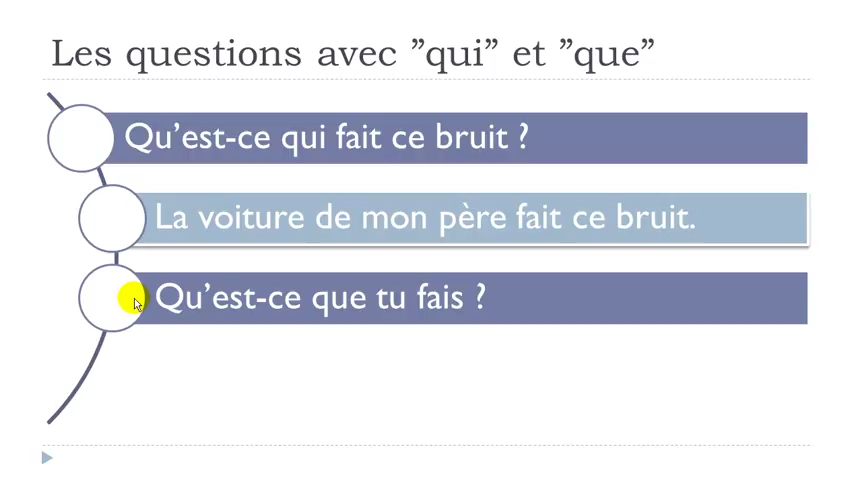 Les questions avec ”qui” et ”que”
Qu’est-ce qui fait ce bruit ?
La voiture de mon père fait ce bruit.
Qu’est-ce que tu fais ?